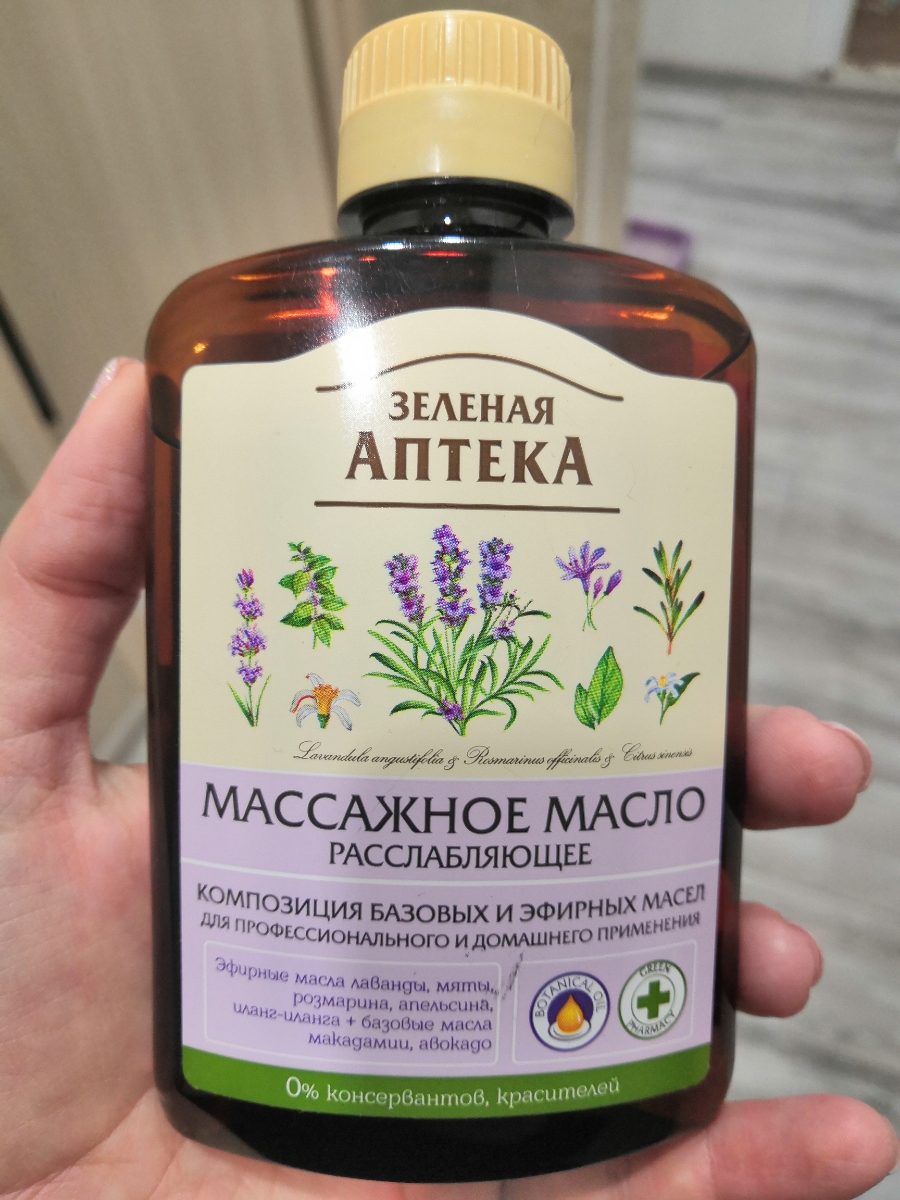 ЗЕЛЕНАЯ
АПТЕКА
Lavandula angustifolia & Rosmarinus officinalis & Citrus sinensis
МАССАЖНОЕ МАСЛО
РАССЛАБЛЯЮЩЕЕ
КОМПОЗИЦИЯ БАЗОВЫХ И ЭФИРНЫХ МАСЕЛ
ДЛЯ ПРОФЕССИОНАЛЬНОГО И ДОМАШНЕГО ПРИМЕНЕНИЯ
Эфирные масла лаванды, мяты,
розмарина, апельсина,
иланг-иланга + базовые масла
макадамии, авокадо
BOTANICAL OIL
GREEN
PHARMACY
0% консервантов, красителей